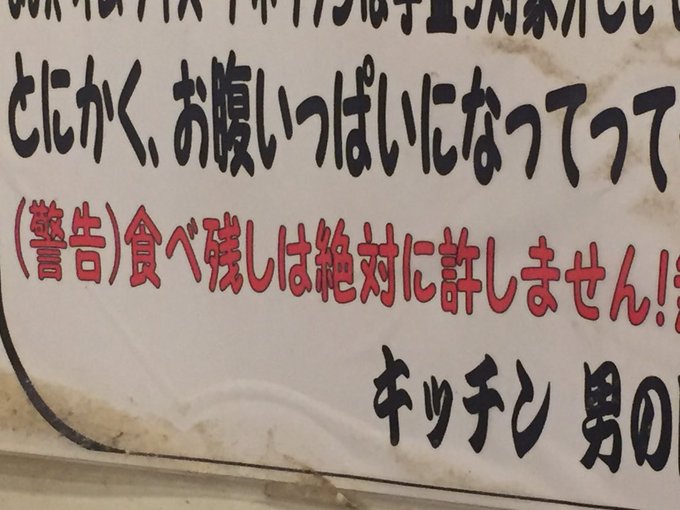 とにかく、お腹いっぱいになってって
(警告)食べ残しは絶対に許しません!
キッチン 男の